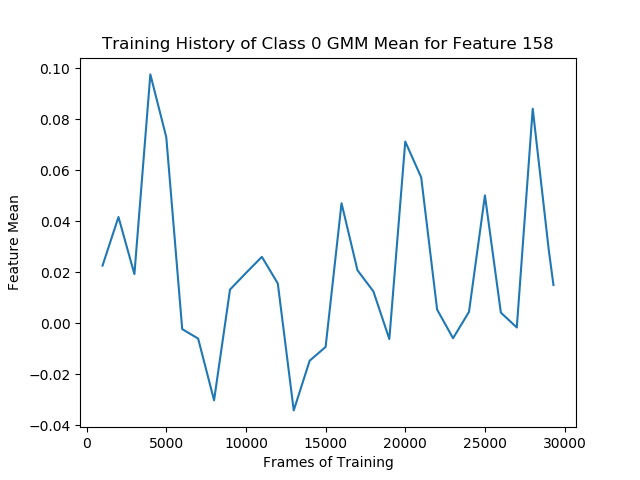 Training History of Class 0 GMM Mean for Feature 158
0.10
0.08
0.06
0.04
0.02
0.00
−0.02
−0.04
Feature Mean
0 5000 10000 15000 20000 25000 30000
Frames of Training